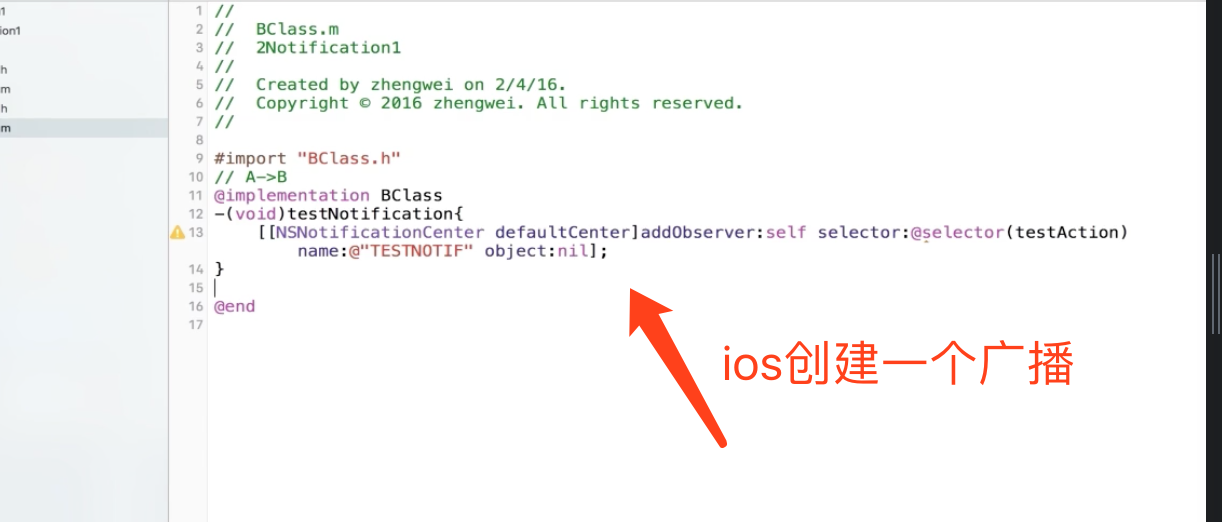 1
ion1
h
m
h
m
1 //
2 // BClass.m
3 // 2Notification1
4 //
5 // Created by zhengwei on 2/4/16.
6 // Copyright © 2016 zhengwei. All rights reserved.
7 //
8
9 #import "BClass.h"
10 // A->B
11 @implementation BClass
12 -(void)testNotification{
13 [[NSNotificationCenter defaultCenter]addObserver:self selector:@selector(testAction)
name:@"TESTNOTIF" object:nil];
14 }
15
16 @end
17
ios创建一个广播